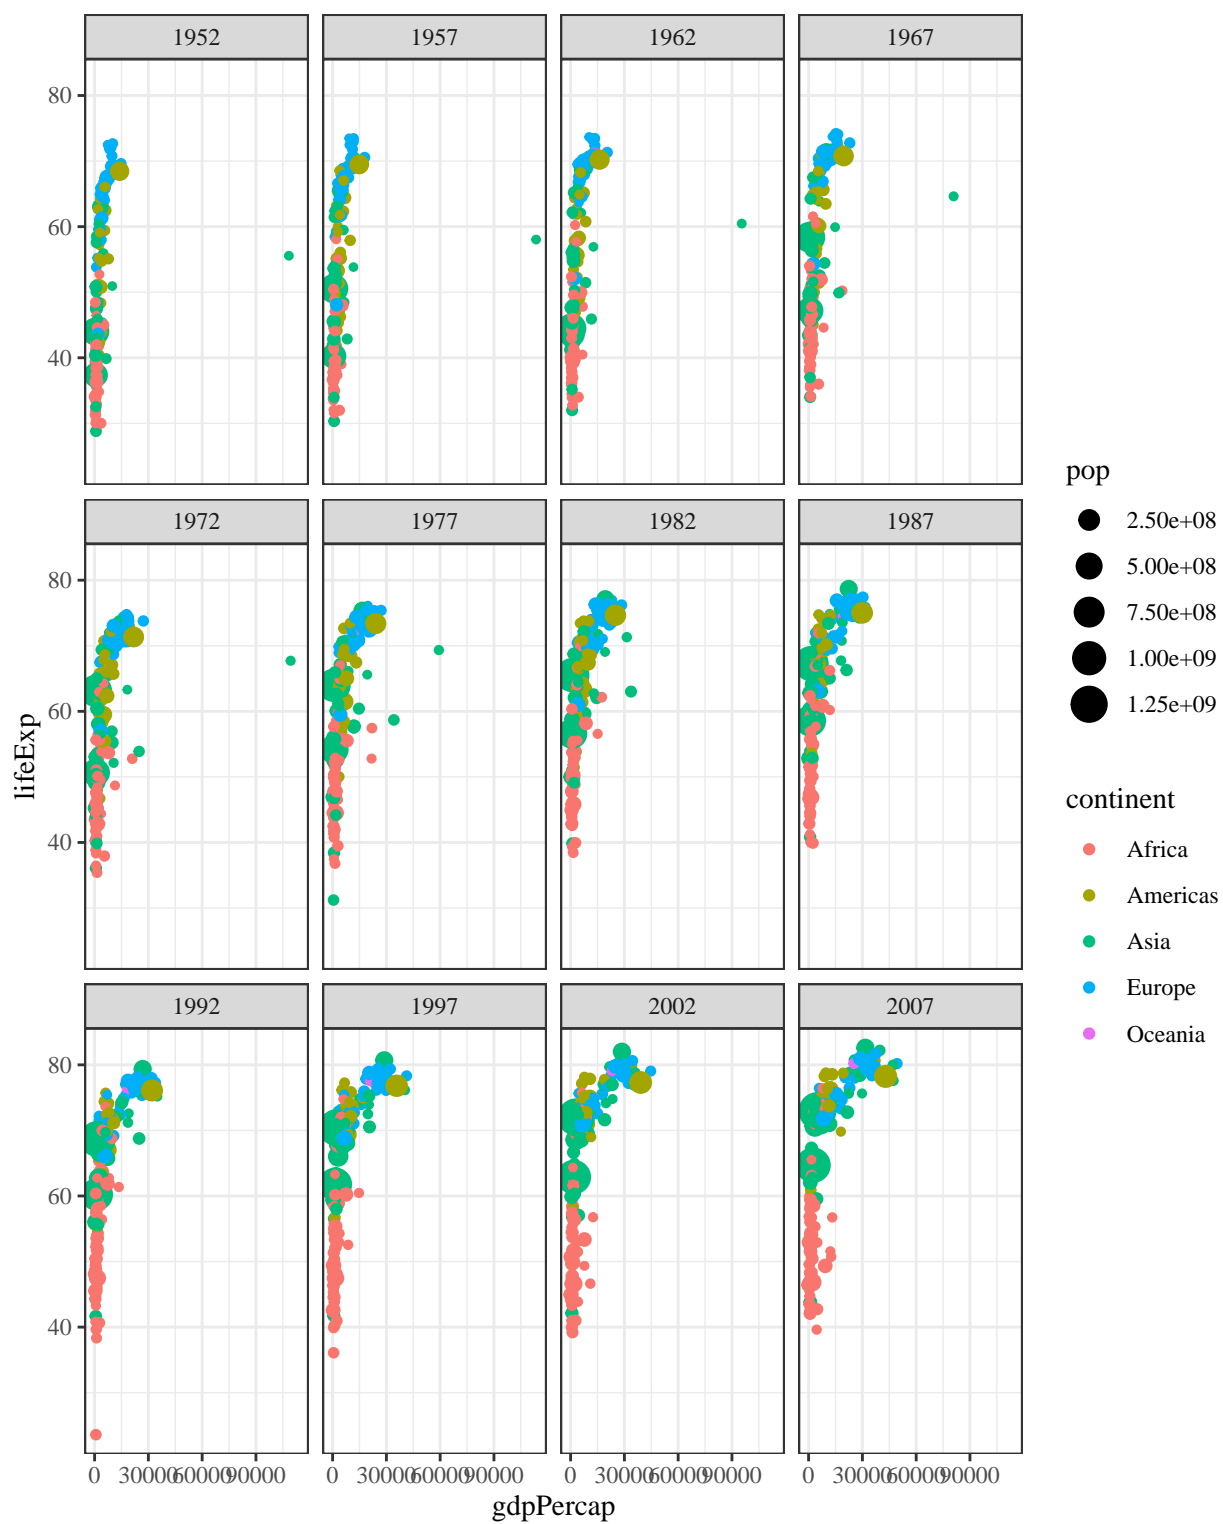 1952 1957 1962 1967
80
60
40
1972 1977 1982 1987
80
60
40
1992 1997 2002 2007
80
60
40
0 30000 60000 90000 0 30000 60000 90000 0 30000 60000 90000 0 30000 60000 90000
gdpPercap
lifeExp
pop
2.50e+08
5.00e+08
7.50e+08
1.00e+09
1.25e+09
continent
Africa
Americas
Asia
Europe
Oceania